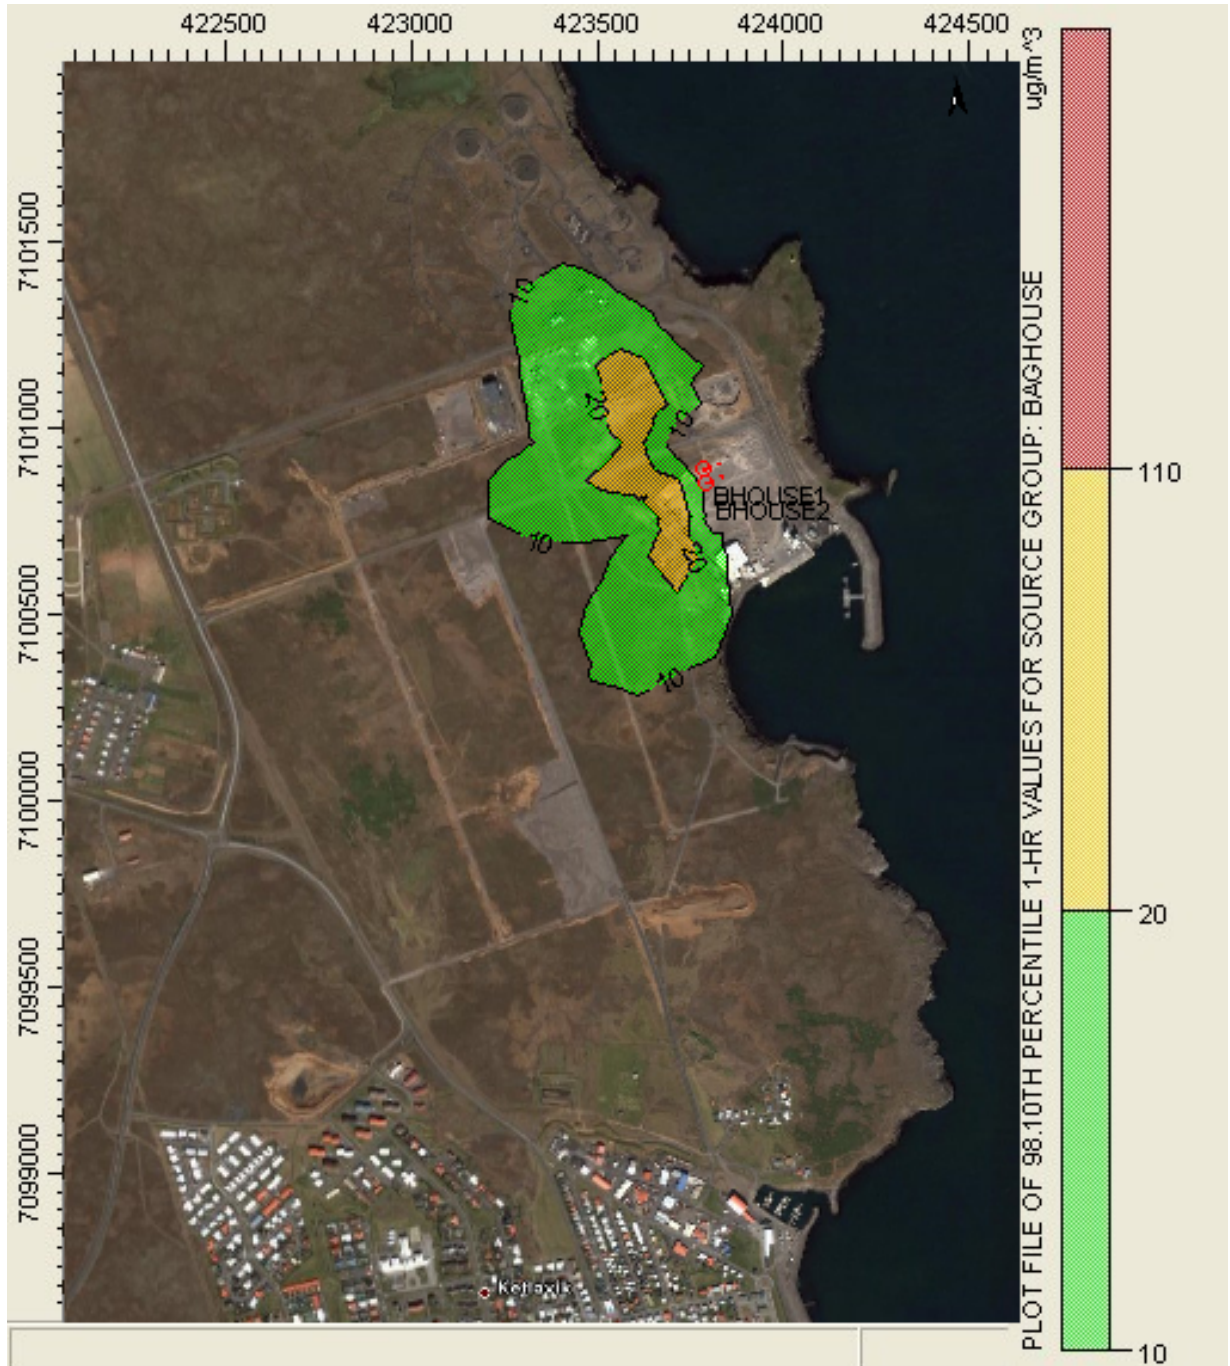 422500 423000 423500 424000 424500
ug/m^3
7101500
7101000
7100500
7100000
7099500
7099000
10
20
10
10
20
10
BHOUSE1
BHOUSE2
Keflavik
PLOT FILE OF 98.10TH PERCENTILE 1-HR VALUES FOR SOURCE GROUP: BAGHOUSE
110
20
10